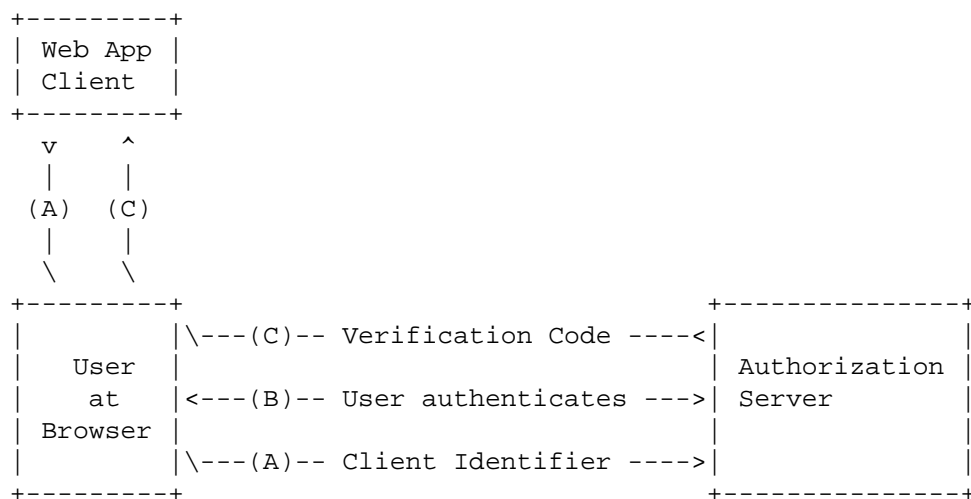 +---------+
| Web App |
| Client  |
+---------+
  v     ^
  |     |
 (A)   (C)
  |     |
  \     \
+---------+                               +---------------+
|         |\---(C)-- Verification Code ----<|               |
|   User  |                               | Authorization |
|    at   |<---(B)-- User authenticates --->| Server        |
| Browser |                               |               |
|         |\---(A)-- Client Identifier ---->|               |
+---------+                               +---------------+